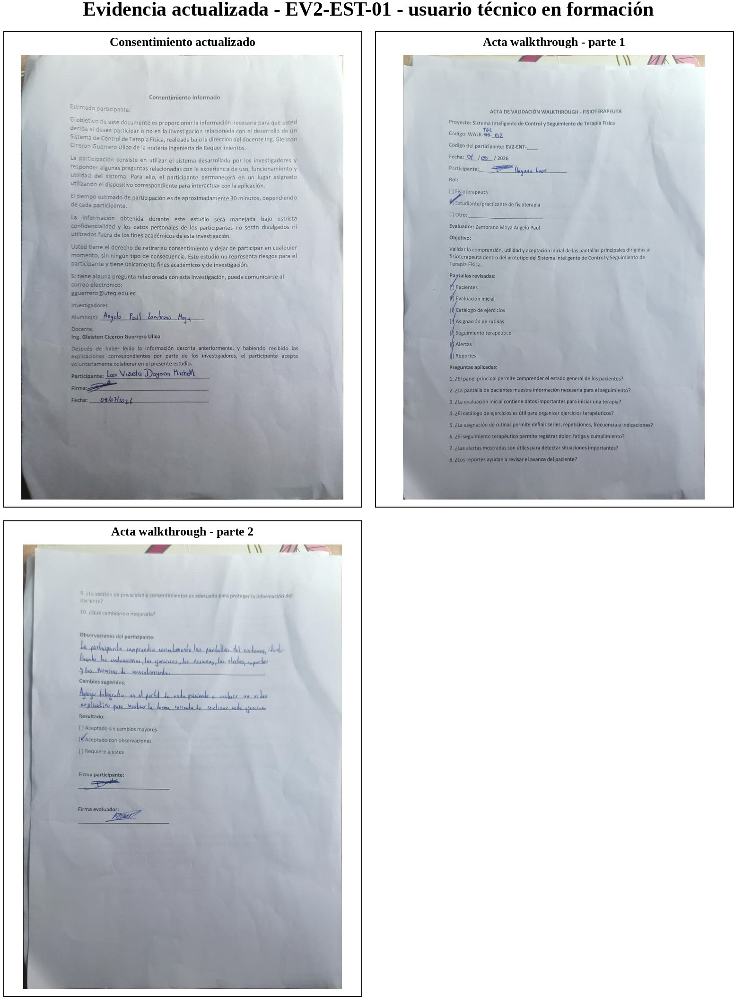 Evidencia actualizada - EV2-EST-01 - usuario técnico en formación
Consentimiento actualizado
Consentimiento Informado
Estimado participante:
El objetivo de este documento es proporcionar la información necesaria para que usted
decida si desea participar o no en la investigación relacionada con el desarrollo de un
Sistema de Control de Terapia Física, realizada bajo la dirección del docente Ing. Gleiston
Ciceron Guerrero Ulloa de la materia Ingeniería de Requerimientos.
La participación consiste en utilizar el sistema desarrollado por los investigadores y
responder algunas preguntas relacionadas con la experiencia de uso, funcionamiento y
utilidad del sistema. Para ello, el participante permanecerá en un lugar asignado
utilizando el dispositivo correspondiente para interactuar con la aplicación.
El tiempo estimado de participación es de aproximadamente 30 minutos, dependiendo
de cada participante.
La información obtenida durante este estudio será manejada bajo estricta
confidencialidad y los datos personales de los participantes no serán divulgados ni
utilizados fuera de los fines académicos de esta investigación.
Usted tiene el derecho de retirar su consentimiento y dejar de participar en cualquier
momento, sin ningún tipo de consecuencia. Este estudio no representa riesgos para el
participante y tiene únicamente fines académicos y de investigación.
Si tiene alguna pregunta relacionada con esta investigación, puede comunicarse al
correo electrónico:
gguerrero@uteq.edu.ec
Investigadores
Alumno(s): Angelo Paul Zambrano Moya
Docente:
Ing. Gleiston Ciceron Guerrero Ulloa
Después de haber leído la información descrita anteriormente, y habiendo recibido las
explicaciones correspondientes por parte de los investigadores, el participante acepta
voluntariamente colaborar en el presente estudio.
Participante: Loor Dayana
Firma:
Fecha:
Acta walkthrough - parte 1
ACTA DE VALIDACIÓN WALKTHROUGH - FISIOTERAPEUTA
Proyecto: Sistema Inteligente de Control y Seguimiento de Terapia Física
TEC
Código: WALK-FIS- 02
Código del participante: EV2-ENT-____
Fecha: / / 2026
Participante: Dayana Loor
Rol:
[ ] Fisioterapeuta
[✓] Estudiante/practicante de fisioterapia
[ ] Otro:
Evaluador: Zambrano Moya Angelo Paul
Objetivo:
Validar la comprensión, utilidad y aceptación inicial de las pantallas principales dirigidas al
fisioterapeuta dentro del prototipo del Sistema Inteligente de Control y Seguimiento de
Terapia Física.
Pantallas revisadas:
[✓] Pacientes
[✓] Evaluación inicial
[✓] Catálogo de ejercicios
[✓] Asignación de rutinas
[✓] Seguimiento terapéutico
[✓] Alertas
[✓] Reportes
Preguntas aplicadas:
1. ¿El panel principal permite comprender el estado general de los pacientes?
2. ¿La pantalla de pacientes muestra información necesaria para el seguimiento?
3. ¿La evaluación inicial contiene datos importantes para iniciar una terapia?
4. ¿El catálogo de ejercicios es útil para organizar ejercicios terapéuticos?
5. ¿La asignación de rutinas permite definir series, repeticiones, frecuencia e indicaciones?
6. ¿El seguimiento terapéutico permite registrar dolor, fatiga y cumplimiento?
7. ¿Las alertas mostradas son útiles para detectar situaciones importantes?
8. ¿Los reportes ayudan a revisar el avance del paciente?
Acta walkthrough - parte 2
9. ¿La sección de privacidad y consentimientos es adecuada para proteger la información del
paciente?
10. ¿Qué cambiaría o mejoraría?
Observaciones del participante:
La participante comprendio correctamente las pantallas del sistema, identi-
ficando las evaluaciones, los ejercicios, las sesiones, las alertas, reportes
y los permisos de consentimiento.
Cambios sugeridos:
Agregar fotografia en el perfil de cada paciente e incluir un video
explicativo para mostrar la forma correcta de realizar cada ejercicio
Resultado:
[ ] Aceptado sin cambios mayores
[✓] Aceptado con observaciones
[ ] Requiere ajustes
Firma participante:
Firma evaluador: